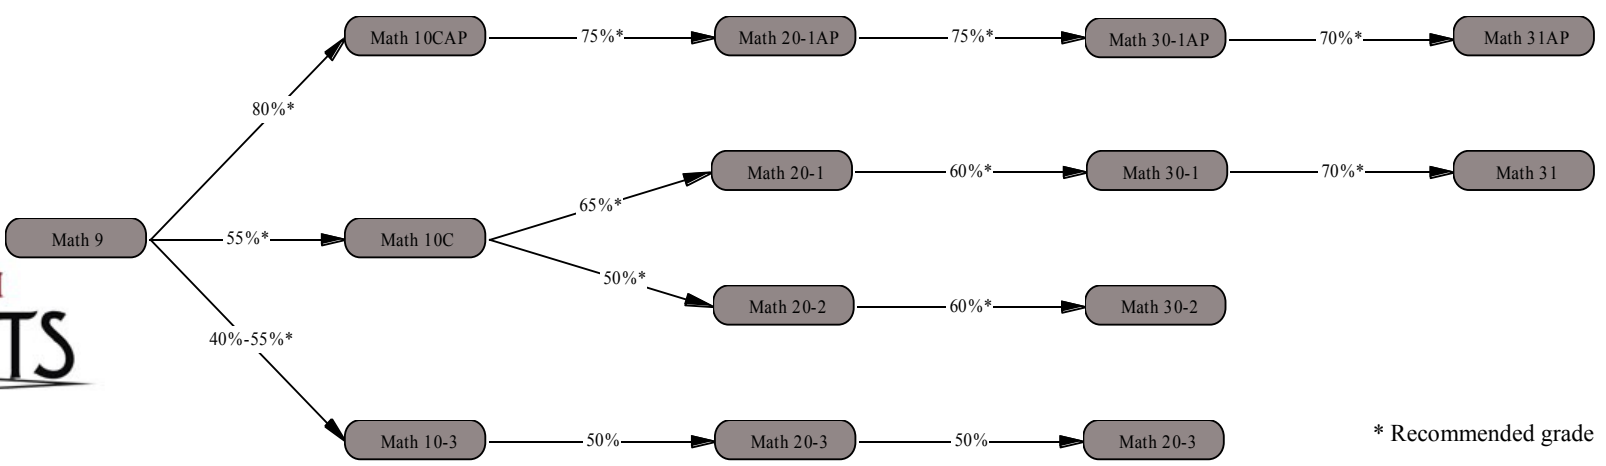 Math 10CAP
75%*
Math 20-1AP
75%*
Math 30-1AP
70%*
Math 31AP
80%*
Math 20-1
60%*
Math 30-1
70%*
Math 31
65%*
Math 9
55%*
Math 10C
50%*
Math 20-2
60%*
Math 30-2
TS
40%-55%*
Math 10-3
50%
Math 20-3
50%
Math 20-3
* Recommended grade